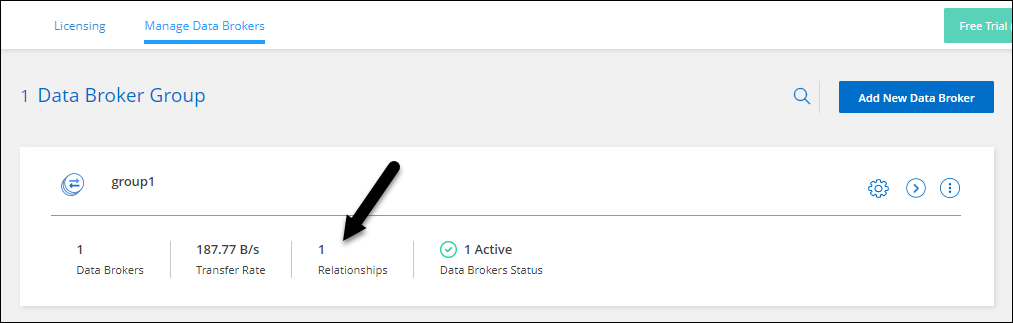 Licensing
Manage Data Brokers
Free Trial
1 Data Broker Group
Add New Data Broker
group1
1
Data Brokers
187.77 B/s
Transfer Rate
1
Relationships
1 Active
Data Brokers Status